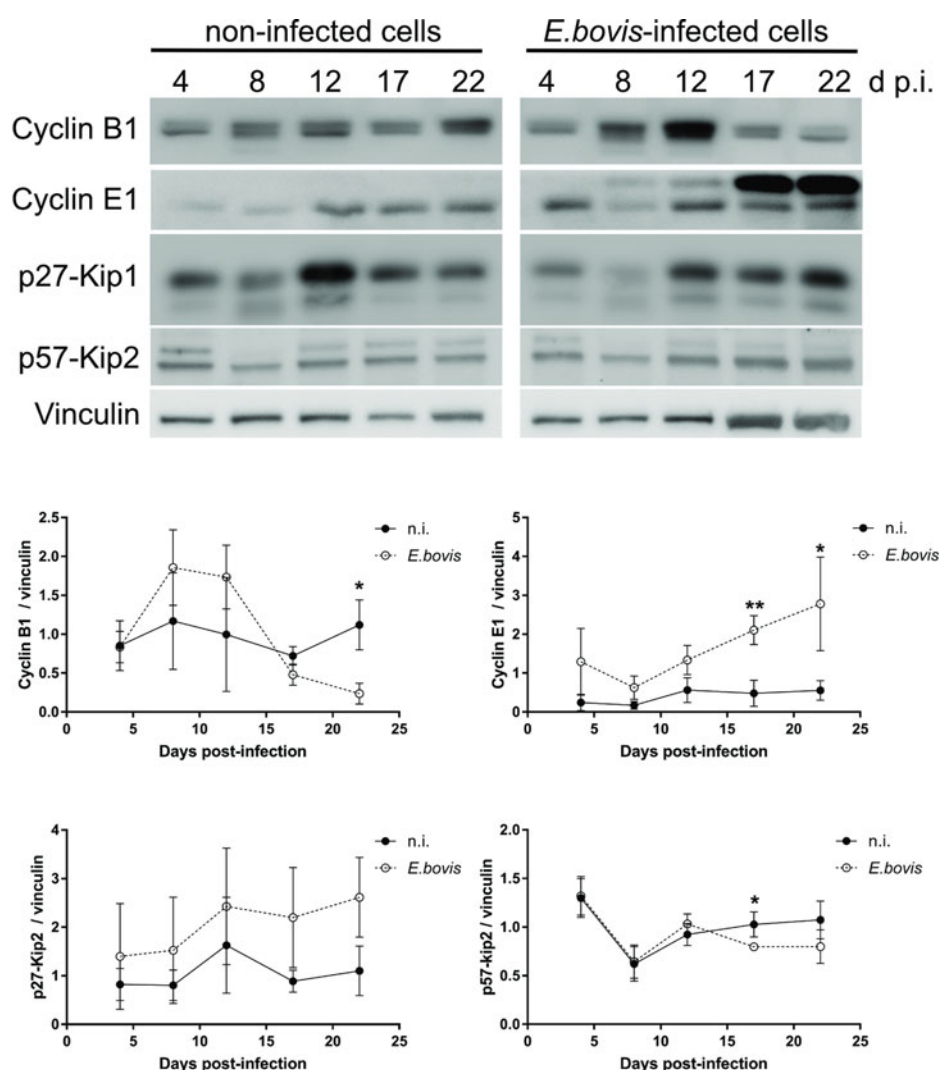 non-infected cells E.bovis-infected cells
4 8 12 17 22 4 8 12 17 22 d p.i.
Cyclin B1
Cyclin E1
p27-Kip1
p57-Kip2
Vinculin
Cyclin B1 / vinculin
2.5
2.0
1.5
1.0
0.5
0.0
0 5 10 15 20 25
Days post-infection
n.i.
E.bovis
*
Cyclin E1 / vinculin
5
4
3
2
1
0
0 5 10 15 20 25
Days post-infection
n.i.
E.bovis
**
*
p27-Kip2 / vinculin
4
3
2
1
0
0 5 10 15 20 25
Days post-infection
n.i.
E.bovis
p57-kip2 / vinculin
2.0
1.5
1.0
0.5
0.0
0 5 10 15 20 25
Days post-infection
n.i.
E.bovis
*